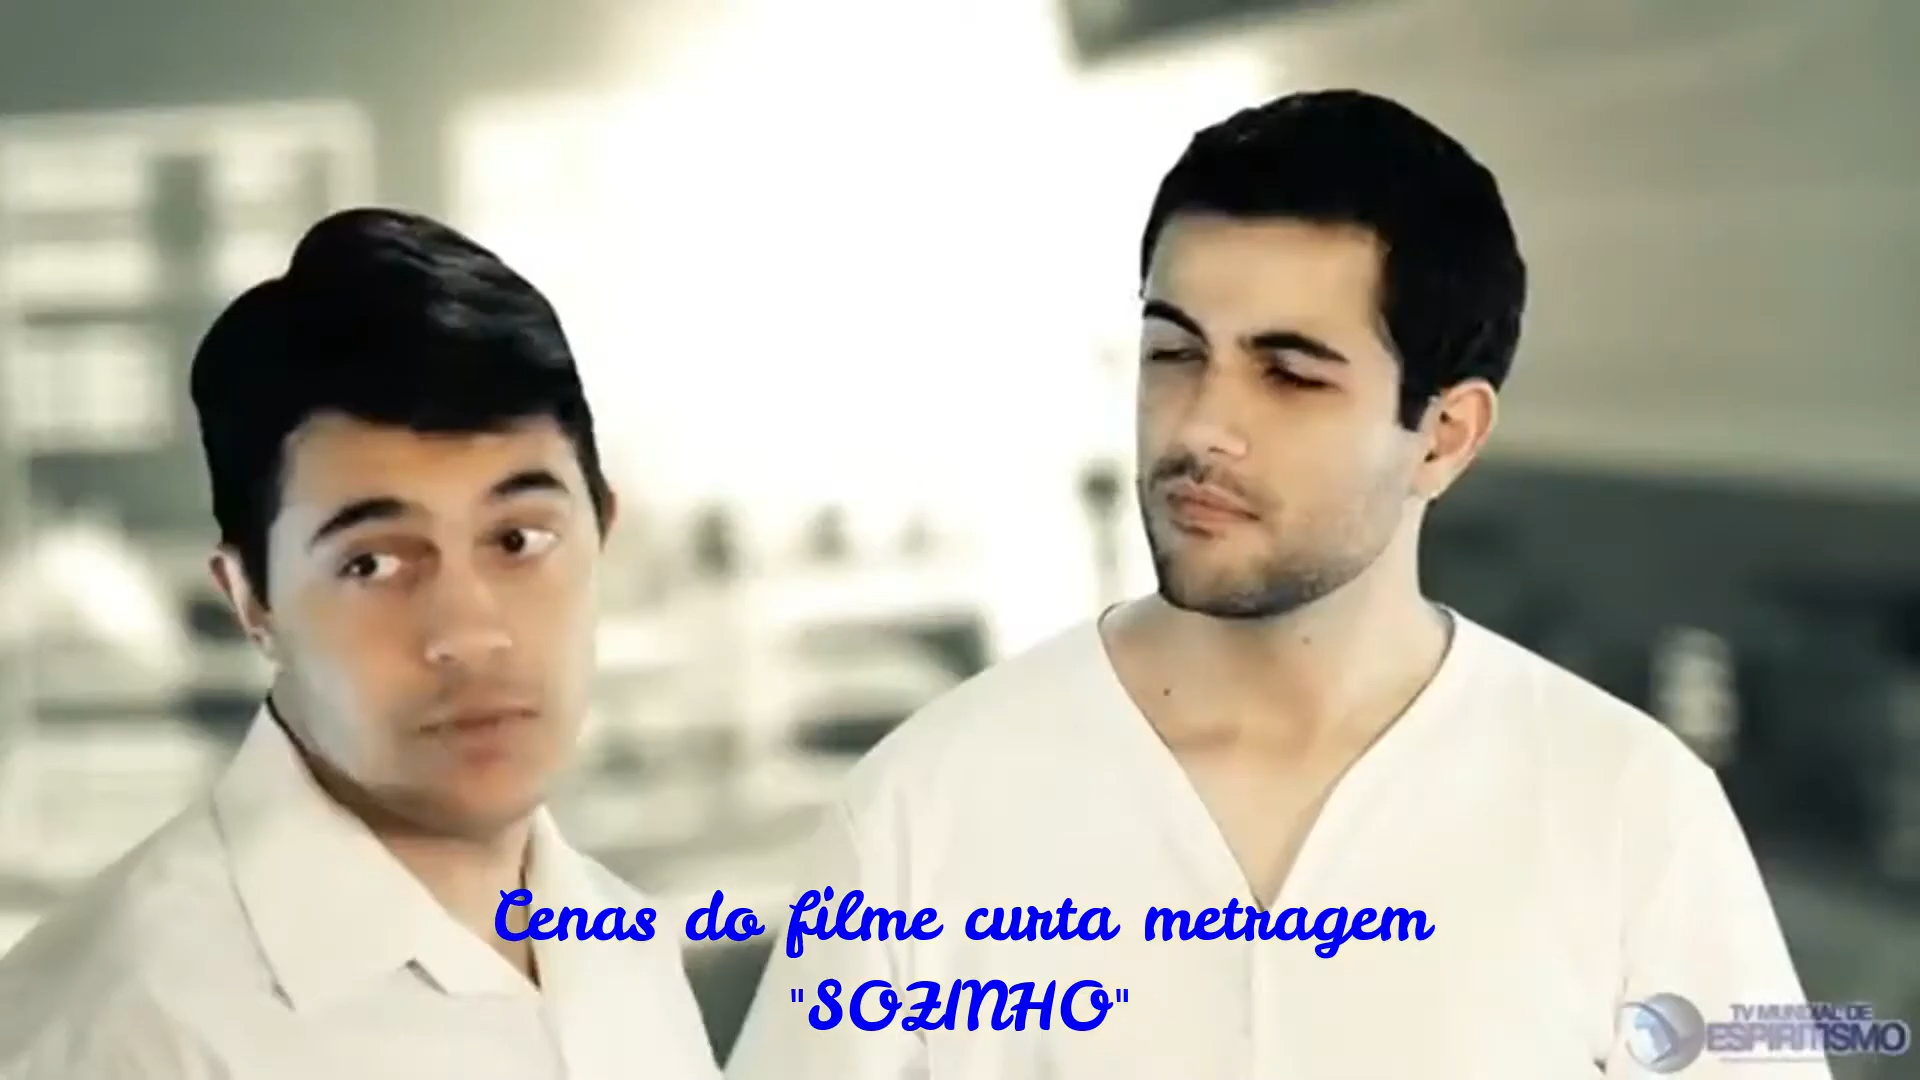 Cenas do filme curta metragem
"SOZINHO"
TV MUNDIAL DE
ESPIRITISMO